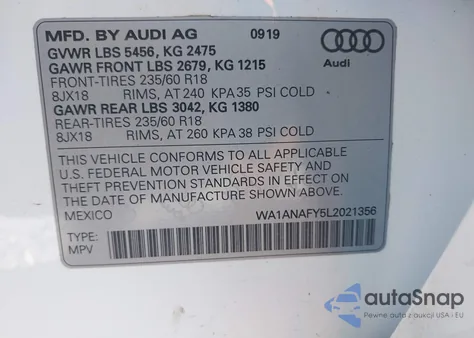 MFD. BY AUDI AG 0919
GVWR LBS 5456, KG 2475
GAWR FRONT LBS 2679, KG 1215
FRONT-TIRES 235/60 R18
8JX18 RIMS, AT 240 KPA 35 PSI COLD
GAWR REAR LBS 3042, KG 1380
REAR-TIRES 235/60 R18
8JX18 RIMS, AT 260 KPA 38 PSI COLD
Audi
THIS VEHICLE CONFORMS TO ALL APPLICABLE
U.S. FEDERAL MOTOR VEHICLE SAFETY AND
THEFT PREVENTION STANDARDS IN EFFECT ON THE
DATE OF MANUFACTURE SHOWN ABOVE.
MEXICO WA1ANAFY5L2021356
TYPE:
MPV
autoSnap
Pewne auta z aukcji USA i EU